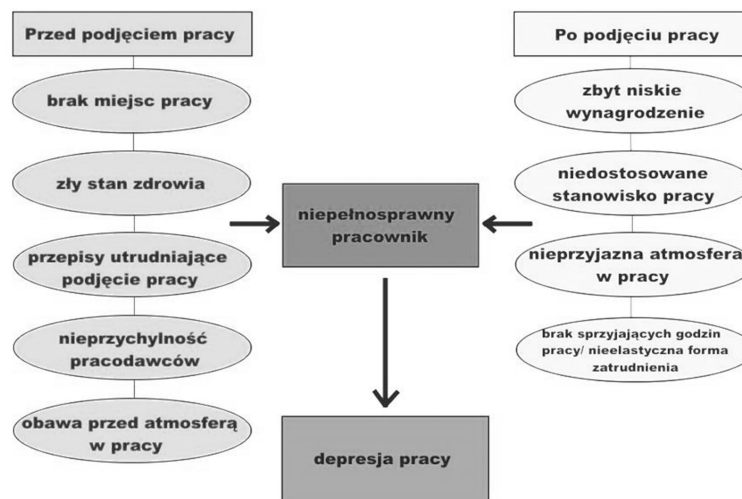 Przed podjęciem pracy
brak miejsc pracy
zły stan zdrowia
przepisy utrudniające
podjęcie pracy
nieprzychylność
pracodawców
obawa przed atmosferą
w pracy
niepełnosprawny
pracownik
depresja pracy
Po podjęciu pracy
zbyt niskie
wynagrodzenie
niedostosowane
stanowisko pracy
nieprzyjazna atmosfera
w pracy
brak sprzyjających godzin
pracy/ nieelastyczna forma
zatrudnienia